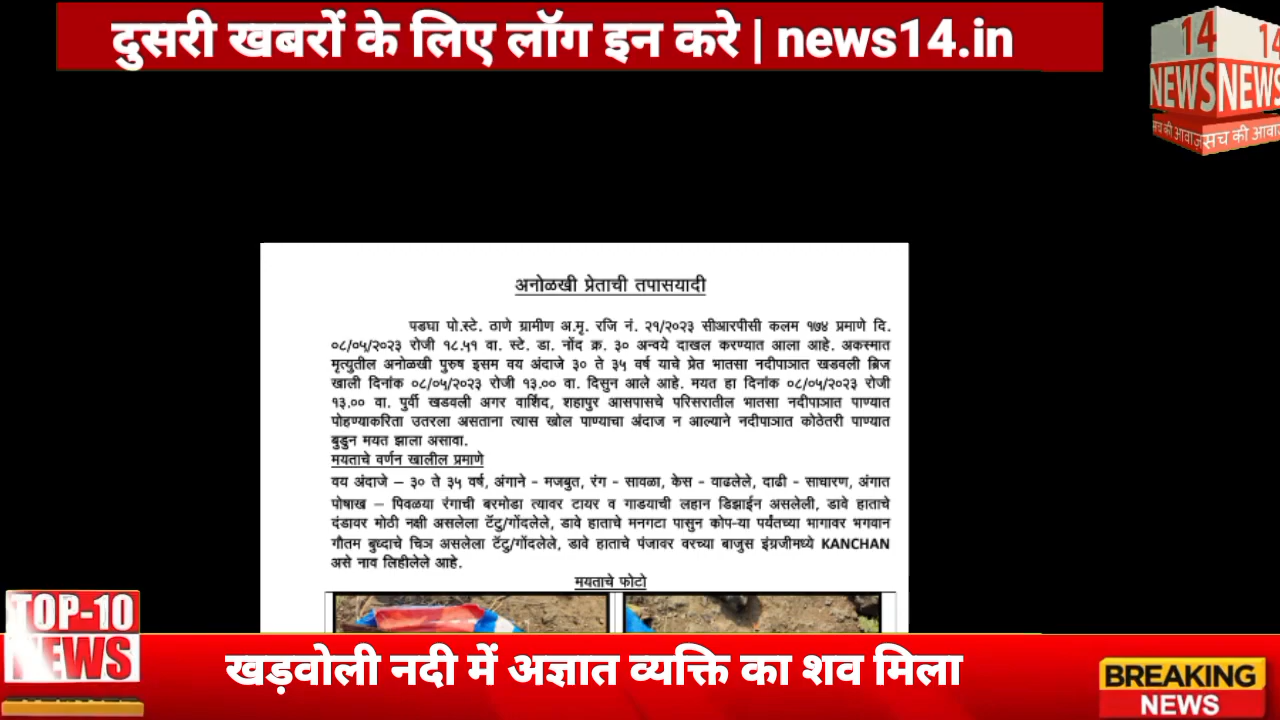 दुसरी खबरों के लिए लॉग इन करे | news14.in
14
14
NEWS
NEWS
सच की आवाज़
सच की आवा
अनोळखी प्रेताची तपासयादी
पडघा पो.स्टे. ठाणे ग्रामीण अ.मृ. रजि नं. २१/२०२३ सीआरपीसी कलम १७४ प्रमाणे दि.
०८/०५/२०२३ रोजी १८.५१ वा. स्टे. डा. नोंद क्र. ३० अन्वये दाखल करण्यात आला आहे. अकस्मात
मृत्युतील अनोळखी पुरुष इसम वय अंदाजे ३० ते ३५ वर्ष याचे प्रेत भातसा नदीपात्रात खडवली ब्रिज
खाली दिनांक ०८/०५/२०२३ रोजी १३.०० वा. दिसुन आले आहे. मयत हा दिनांक ०८/०५/२०२३ रोजी
१३.०० वा. पुर्वी खडवली अगर वाशिंद, शहापुर आसपासचे परिसरातील भातसा नदीपात्रात पाण्यात
पोहण्याकरिता उतरला असताना त्यास खोल पाण्याचा अंदाज न आल्याने नदीपात्रात कोठेतरी पाण्यात
बुडुन मयत झाला असावा.
मयताचे वर्णन खालील प्रमाणे
वय अंदाजे – ३० ते ३५ वर्ष, अंगाने - मजबुत, रंग - सावळा, केस - वाढलेले, दाढी - साधारण, अंगात
पोषाख – पिवळया रंगाची बरमोडा त्यावर टायर व गाडयाची लहान डिझाईन असलेली, डावे हाताचे
दंडावर मोठी नक्षी असलेला टॅटु/गोंदलेले, डावे हाताचे मनगटा पासुन कोप-या पर्यंतच्या भागावर भगवान
गौतम बुध्दाचे चित्र असलेला टॅटु/गोंदलेले, डावे हाताचे पंजावर वरच्या बाजुस इंग्रजीमध्ये KANCHAN
असे नाव लिहीलेले आहे.
मयताचे फोटो
TOP-10
NEWS
खड़वोली नदी में अज्ञात व्यक्ति का शव मिला
BREAKING
NEWS